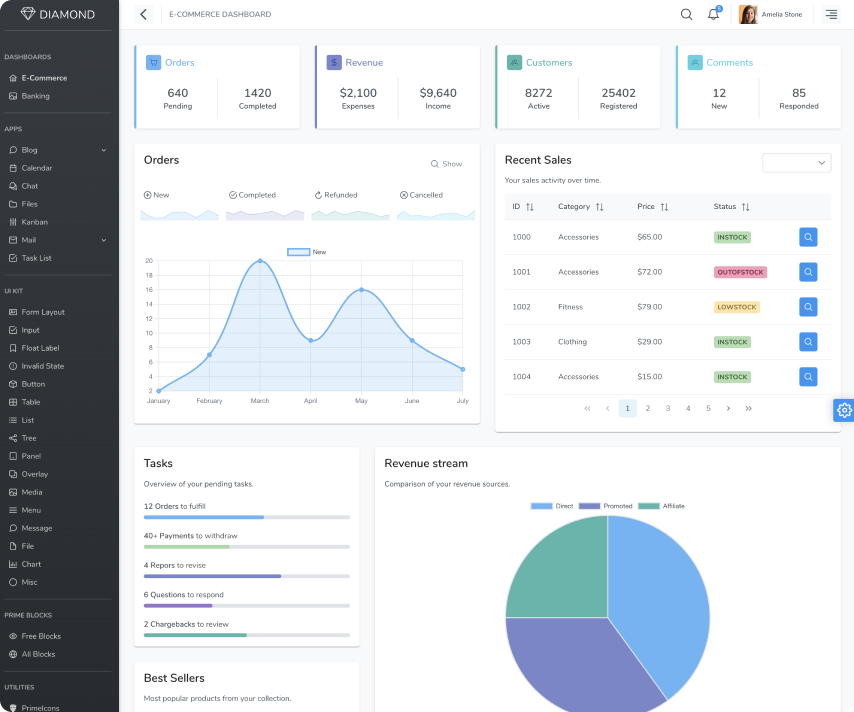 DIAMOND
E-COMMERCE DASHBOARD
5
Amelia Stone
DASHBOARDS
E-Commerce
Banking
APPS
Blog
Calendar
Chat
Files
Kanban
Mail
Task List
UI KIT
Form Layout
Input
Float Label
Invalid State
Button
Table
List
Tree
Panel
Overlay
Media
Menu
Message
File
Chart
Misc
PRIME BLOCKS
Free Blocks
All Blocks
UTILITIES
PrimeIcons
Orders
640 1420
Pending Completed
$ Revenue
$2,100 $9,640
Expenses Income
Customers
8272 25402
Active Registered
Comments
12 85
New Responded
Orders
Show
New Completed Refunded Cancelled
New
20
18
16
14
12
10
8
6
4
2
January February March April May June July
Recent Sales
Your sales activity over time.
ID Category Price Status
1000 Accessories $65.00 INSTOCK
1001 Accessories $72.00 OUTOFSTOCK
1002 Fitness $79.00 LOWSTOCK
1003 Clothing $29.00 INSTOCK
1004 Accessories $15.00 INSTOCK
1 2 3 4 5
Tasks
Overview of your pending tasks.
12 Orders to fulfill
40+ Payments to withdraw
4 Repors to revise
6 Questions to respond
2 Chargebacks to review
Best Sellers
Most popular products from your collection.
Revenue stream
Comparison of your revenue sources.
Direct Promoted Affiliate